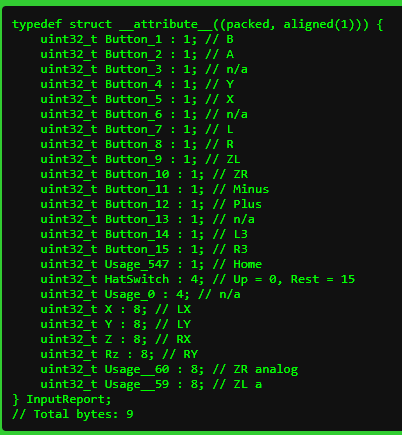 typedef struct __attribute__((packed, aligned(1))) {
uint32_t Button_1 : 1; // B
uint32_t Button_2 : 1; // A
uint32_t Button_3 : 1; // n/a
uint32_t Button_4 : 1; // Y
uint32_t Button_5 : 1; // X
uint32_t Button_6 : 1; // n/a
uint32_t Button_7 : 1; // L
uint32_t Button_8 : 1; // R
uint32_t Button_9 : 1; // ZL
uint32_t Button_10 : 1; // ZR
uint32_t Button_11 : 1; // Minus
uint32_t Button_12 : 1; // Plus
uint32_t Button_13 : 1; // n/a
uint32_t Button_14 : 1; // L3
uint32_t Button_15 : 1; // R3
uint32_t Usage_547 : 1; // Home
uint32_t HatSwitch : 4; // Up = 0, Rest = 15
uint32_t Usage_0 : 4; // n/a
uint32_t X : 8; // LX
uint32_t Y : 8; // LY
uint32_t Z : 8; // RX
uint32_t Rz : 8; // RY
uint32_t Usage__60 : 8; // ZR analog
uint32_t Usage__59 : 8; // ZL a
} InputReport;
// Total bytes: 9